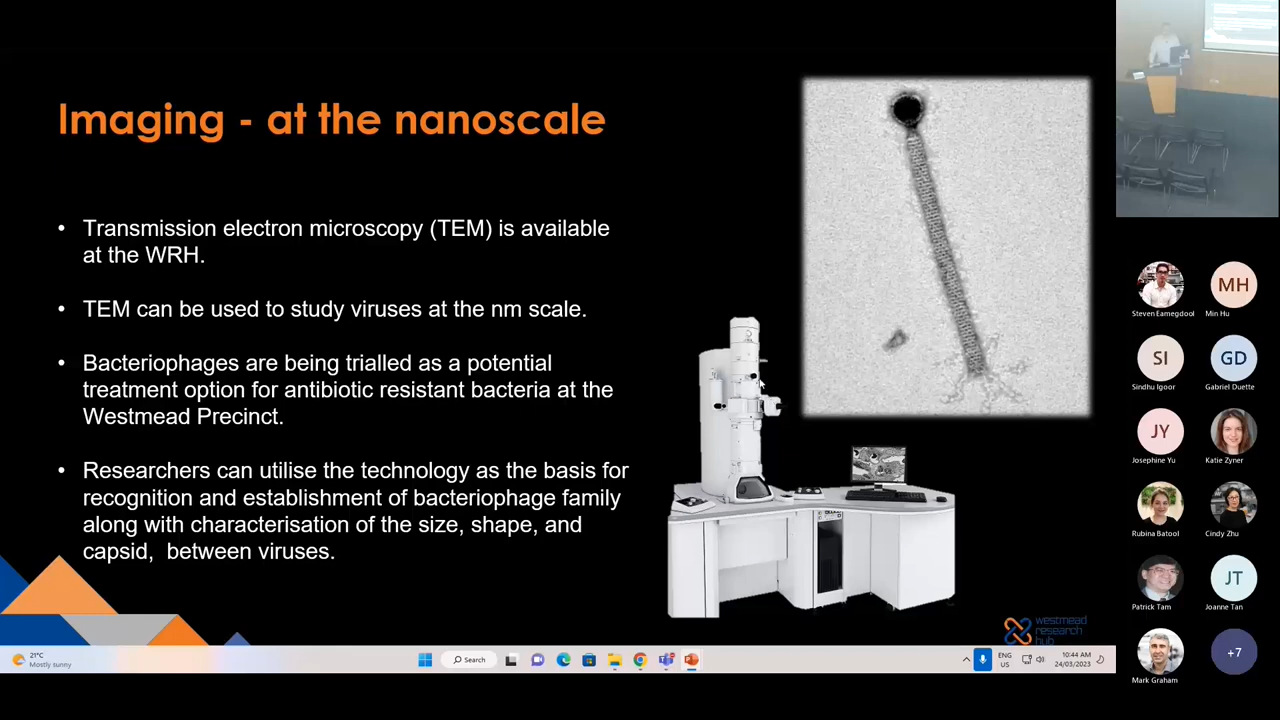 Imaging - at the nanoscale
• Transmission electron microscopy (TEM) is available
at the WRH.
• TEM can be used to study viruses at the nm scale.
• Bacteriophages are being trialled as a potential
treatment option for antibiotic resistant bacteria at the
Westmead Precinct.
• Researchers can utilise the technology as the basis for
recognition and establishment of bacteriophage family
along with characterisation of the size, shape, and
capsid, between viruses.
westmead
research
hub
21°C
Mostly sunny
Search
ENG
US
10:44 AM
24/03/2023
MH
Steven Eamegdool
Min Hu
SI
GD
Sindhu Igoor
Gabriel Duette
JY
Josephine Yu
Katie Zyner
Rubina Batool
Cindy Zhu
JT
Patrick Tam
Joanne Tan
+7
Mark Graham